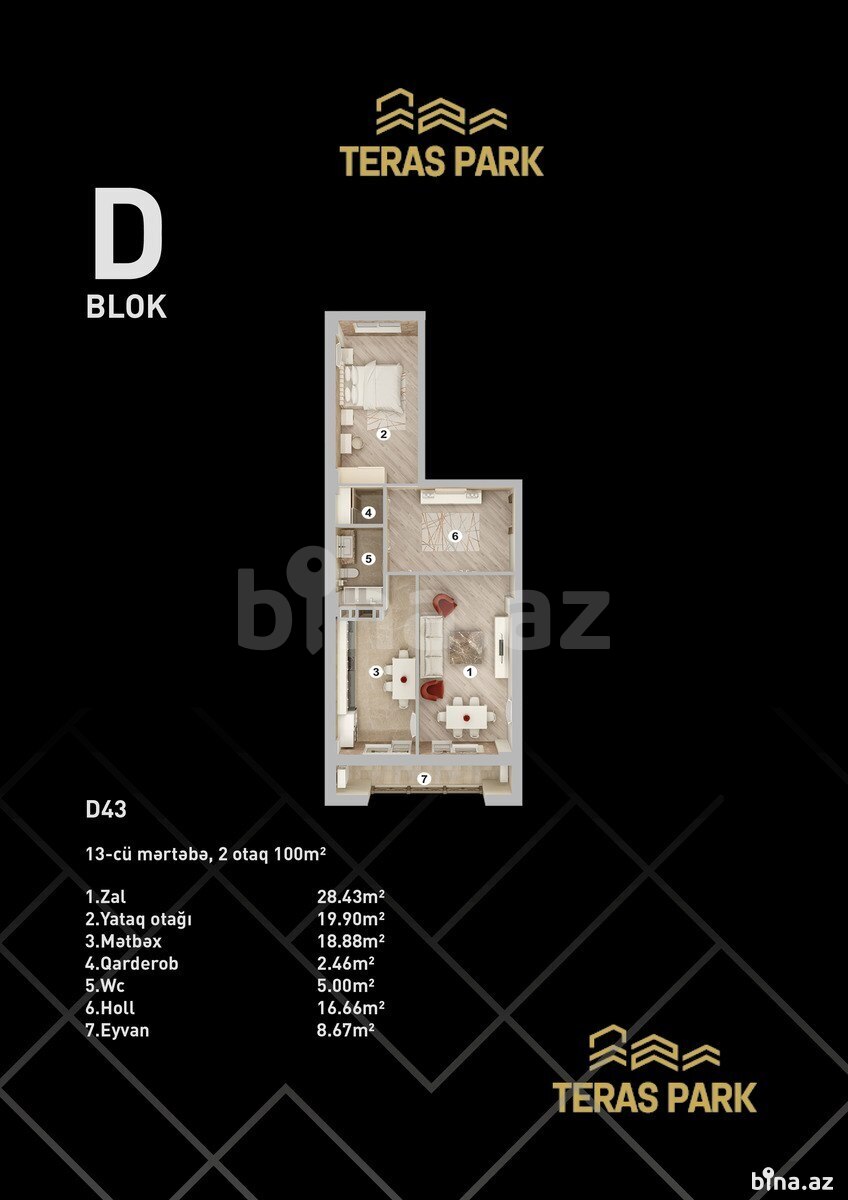 TERAS PARK
D
BLOK
2
4
6
5
bina.az
3
1
7
D43
13-cü mərtəbə, 2 otaq 100m²
1.Zal 28.43m²
2.Yataq otağı 19.90m²
3.Mətbəx 18.88m²
4.Qarderob 2.46m²
5.Wc 5.00m²
6.Holl 16.66m²
7.Eyvan 8.67m²
TERAS PARK
bina.az